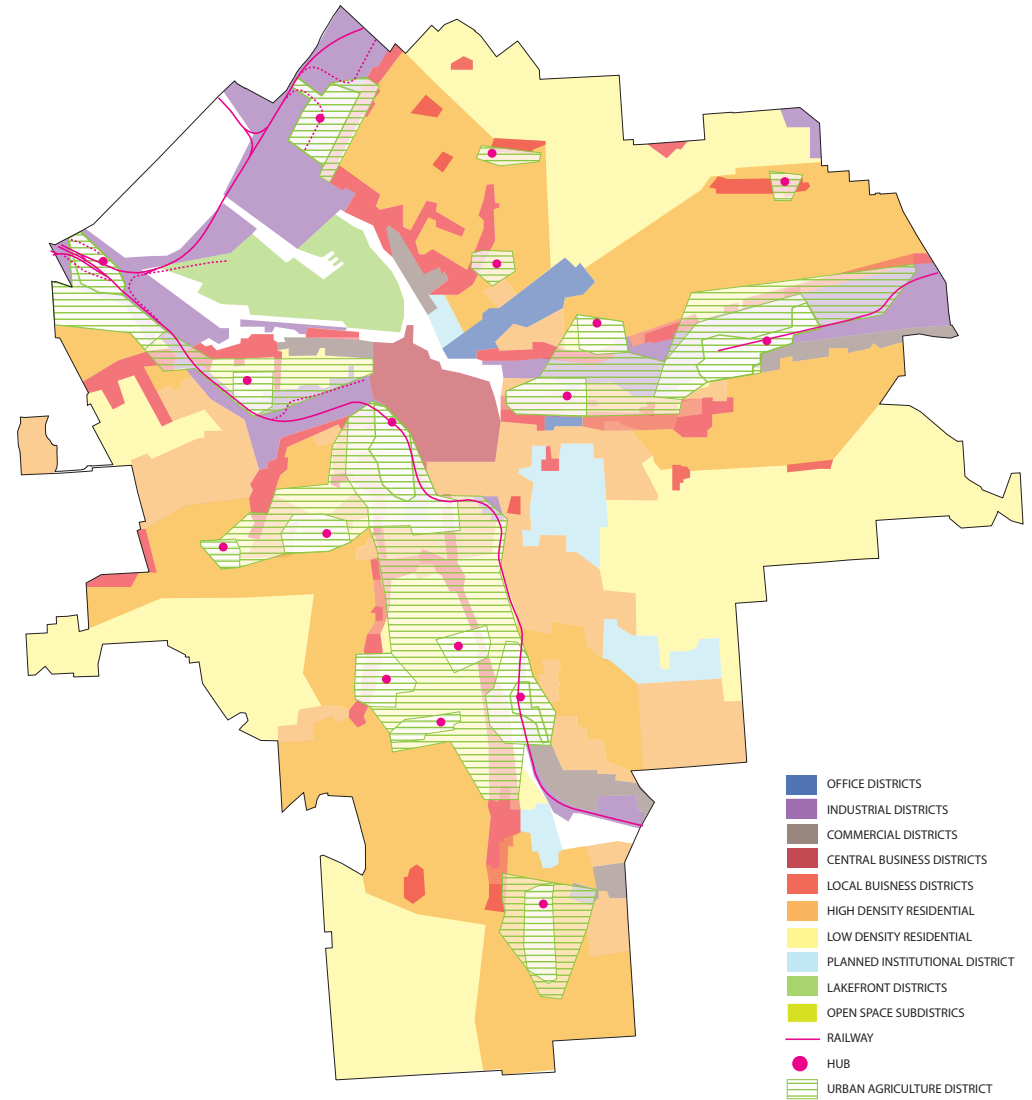 OFFICE DISTRICTS
INDUSTRIAL DISTRICTS
COMMERCIAL DISTRICTS
CENTRAL BUSINESS DISTRICTS
LOCAL BUISNESS DISTRICTS
HIGH DENSITY RESIDENTIAL
LOW DENSITY RESIDENTIAL
PLANNED INSTITUTIONAL DISTRICT
LAKEFRONT DISTRICTS
OPEN SPACE SUBDISTRICS
RAILWAY
HUB
URBAN AGRICULTURE DISTRICT